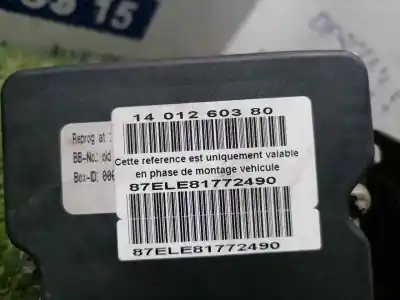 15
14 012 603 80
Reprog at
BB-No.:
Box-ID:
Cette reference est uniquement valable
en phase de montage vehicule
87ELE81772490
87ELE81772490